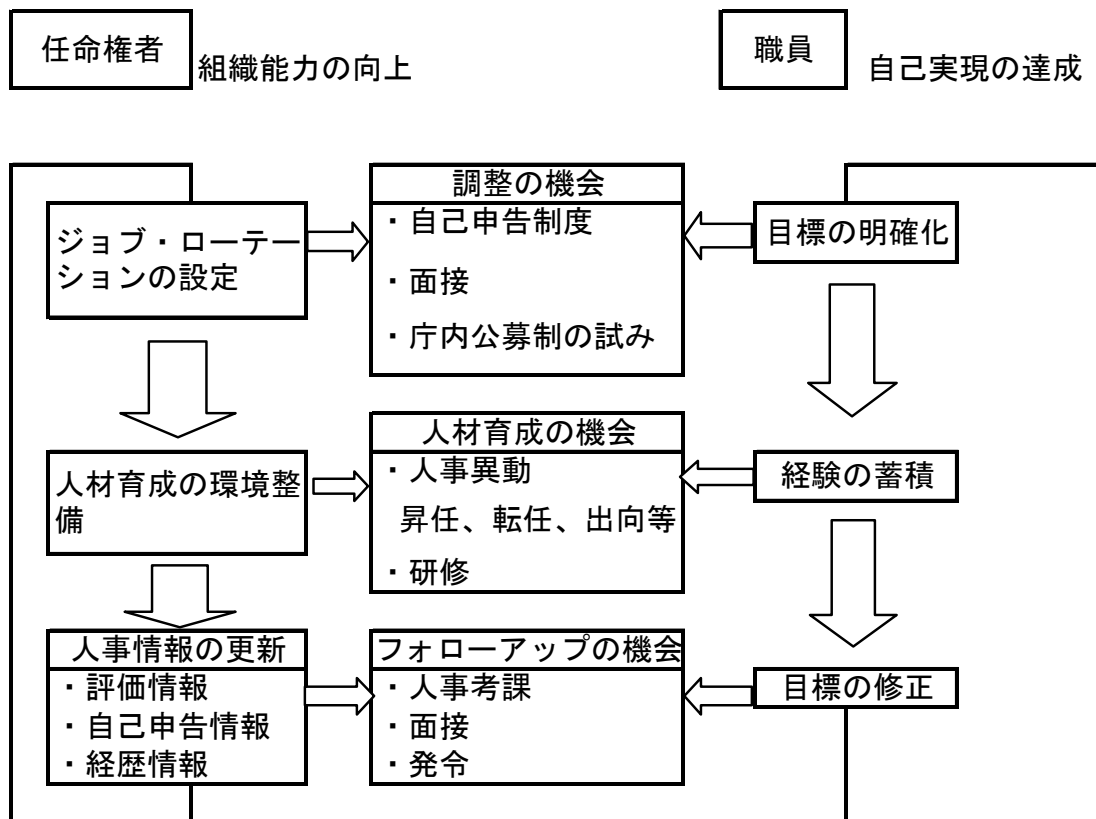 任命権者
組織能力の向上
職員
自己実現の達成
ジョブ・ローテー
ションの設定
調整の機会
・自己申告制度
・面接
・庁内公募制の試み
目標の明確化
人材育成の環境整
備
人材育成の機会
・人事異動
昇任、転任、出向等
・研修
経験の蓄積
人事情報の更新
・評価情報
・自己申告情報
・経歴情報
フォローアップの機会
・人事考課
・面接
・発令
目標の修正